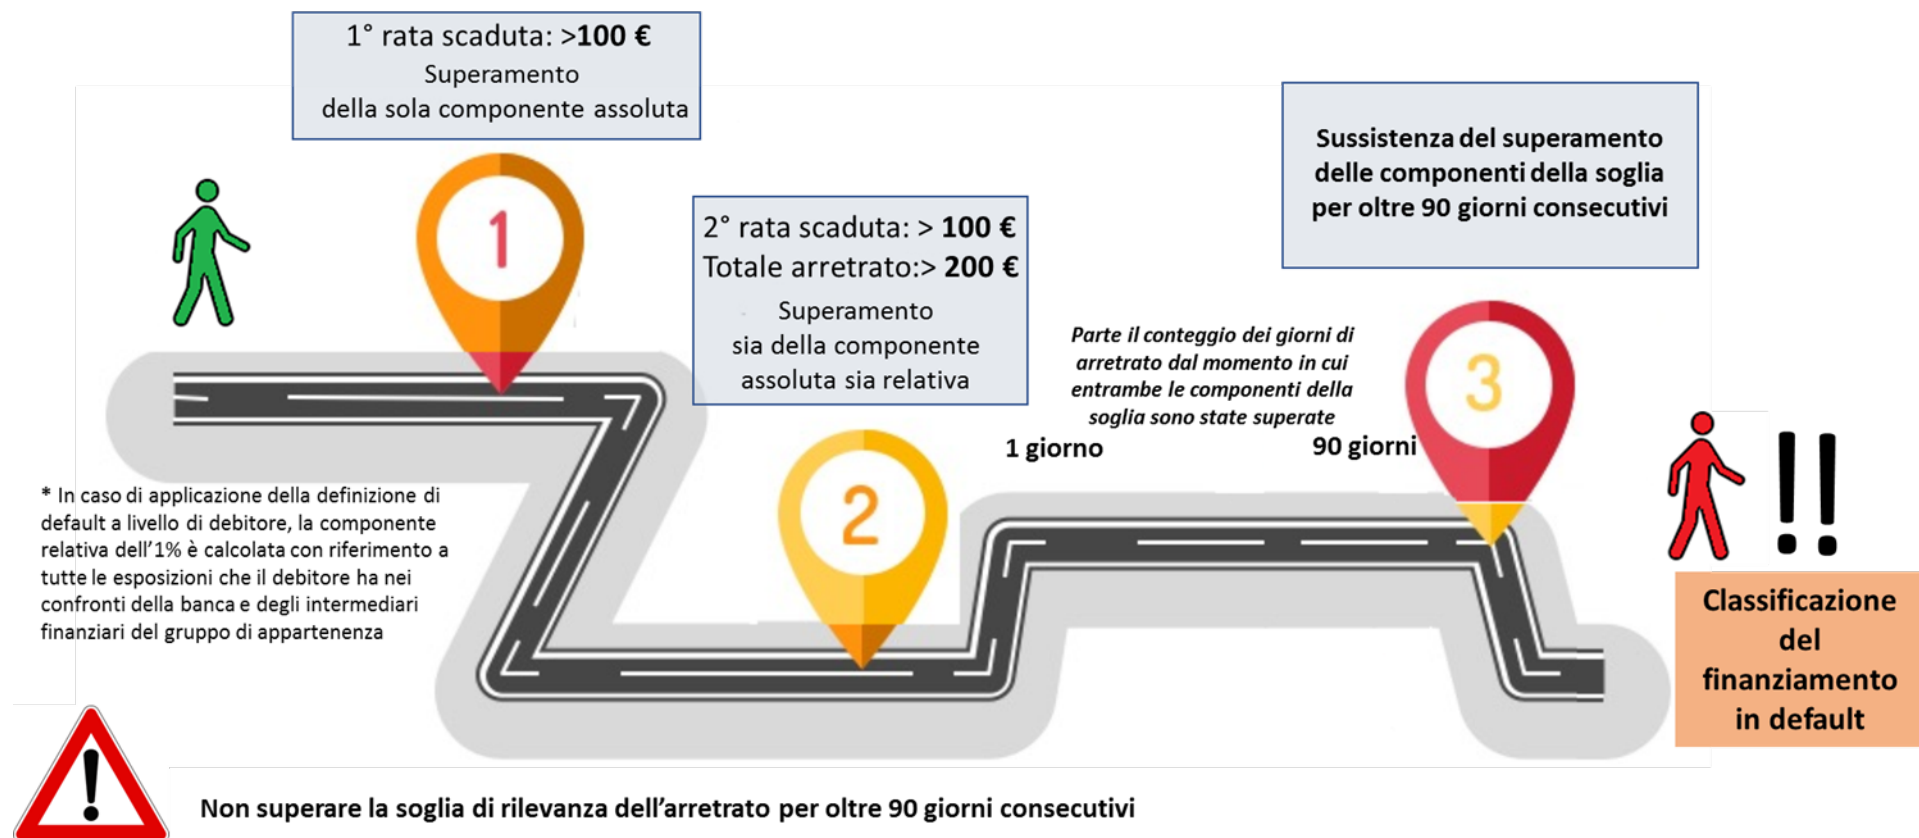 1° rata scaduta: >100 €
Superamento
della sola componente assoluta
1
2° rata scaduta: > 100 €
Totale arretrato:> 200 €
Superamento
sia della componente
assoluta sia relativa
2
Parte il conteggio dei giorni di
arretrato dal momento in cui
entrambe le componenti della
soglia sono state superate
1 giorno
90 giorni
Sussistenza del superamento
delle componenti della soglia
per oltre 90 giorni consecutivi
3
!!
Classificazione
del
finanziamento
in default
* In caso di applicazione della definizione di
default a livello di debitore, la componente
relativa dell’1% è calcolata con riferimento a
tutte le esposizioni che il debitore ha nei
confronti della banca e degli intermediari
finanziari del gruppo di appartenenza
!
Non superare la soglia di rilevanza dell’arretrato per oltre 90 giorni consecutivi